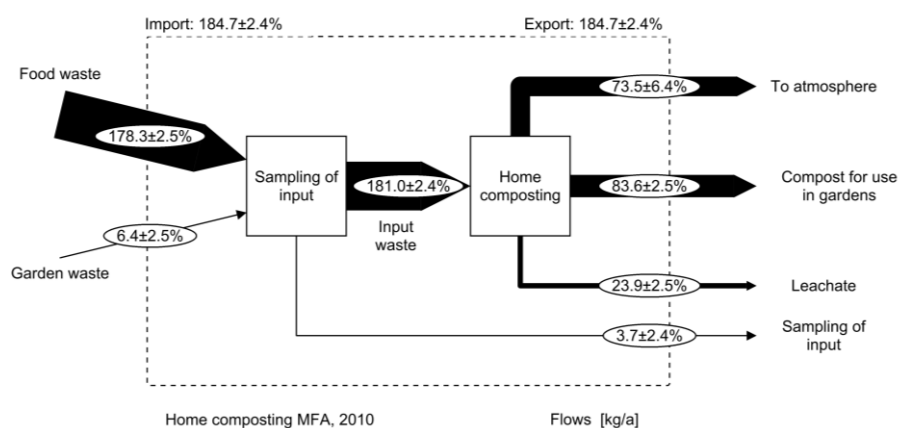 Import: 184.7±2.4%
Export: 184.7±2.4%
Food waste
178.3±2.5%
73.5±6.4%
To atmosphere
Sampling of
input
181.0±2.4%
Home
composting
83.6±2.5%
Compost for use
in gardens
Input
waste
6.4±2.5%
Garden waste
23.9±2.5%
Leachate
3.7±2.4%
Sampling of
input
Home composting MFA, 2010
Flows [kg/a]